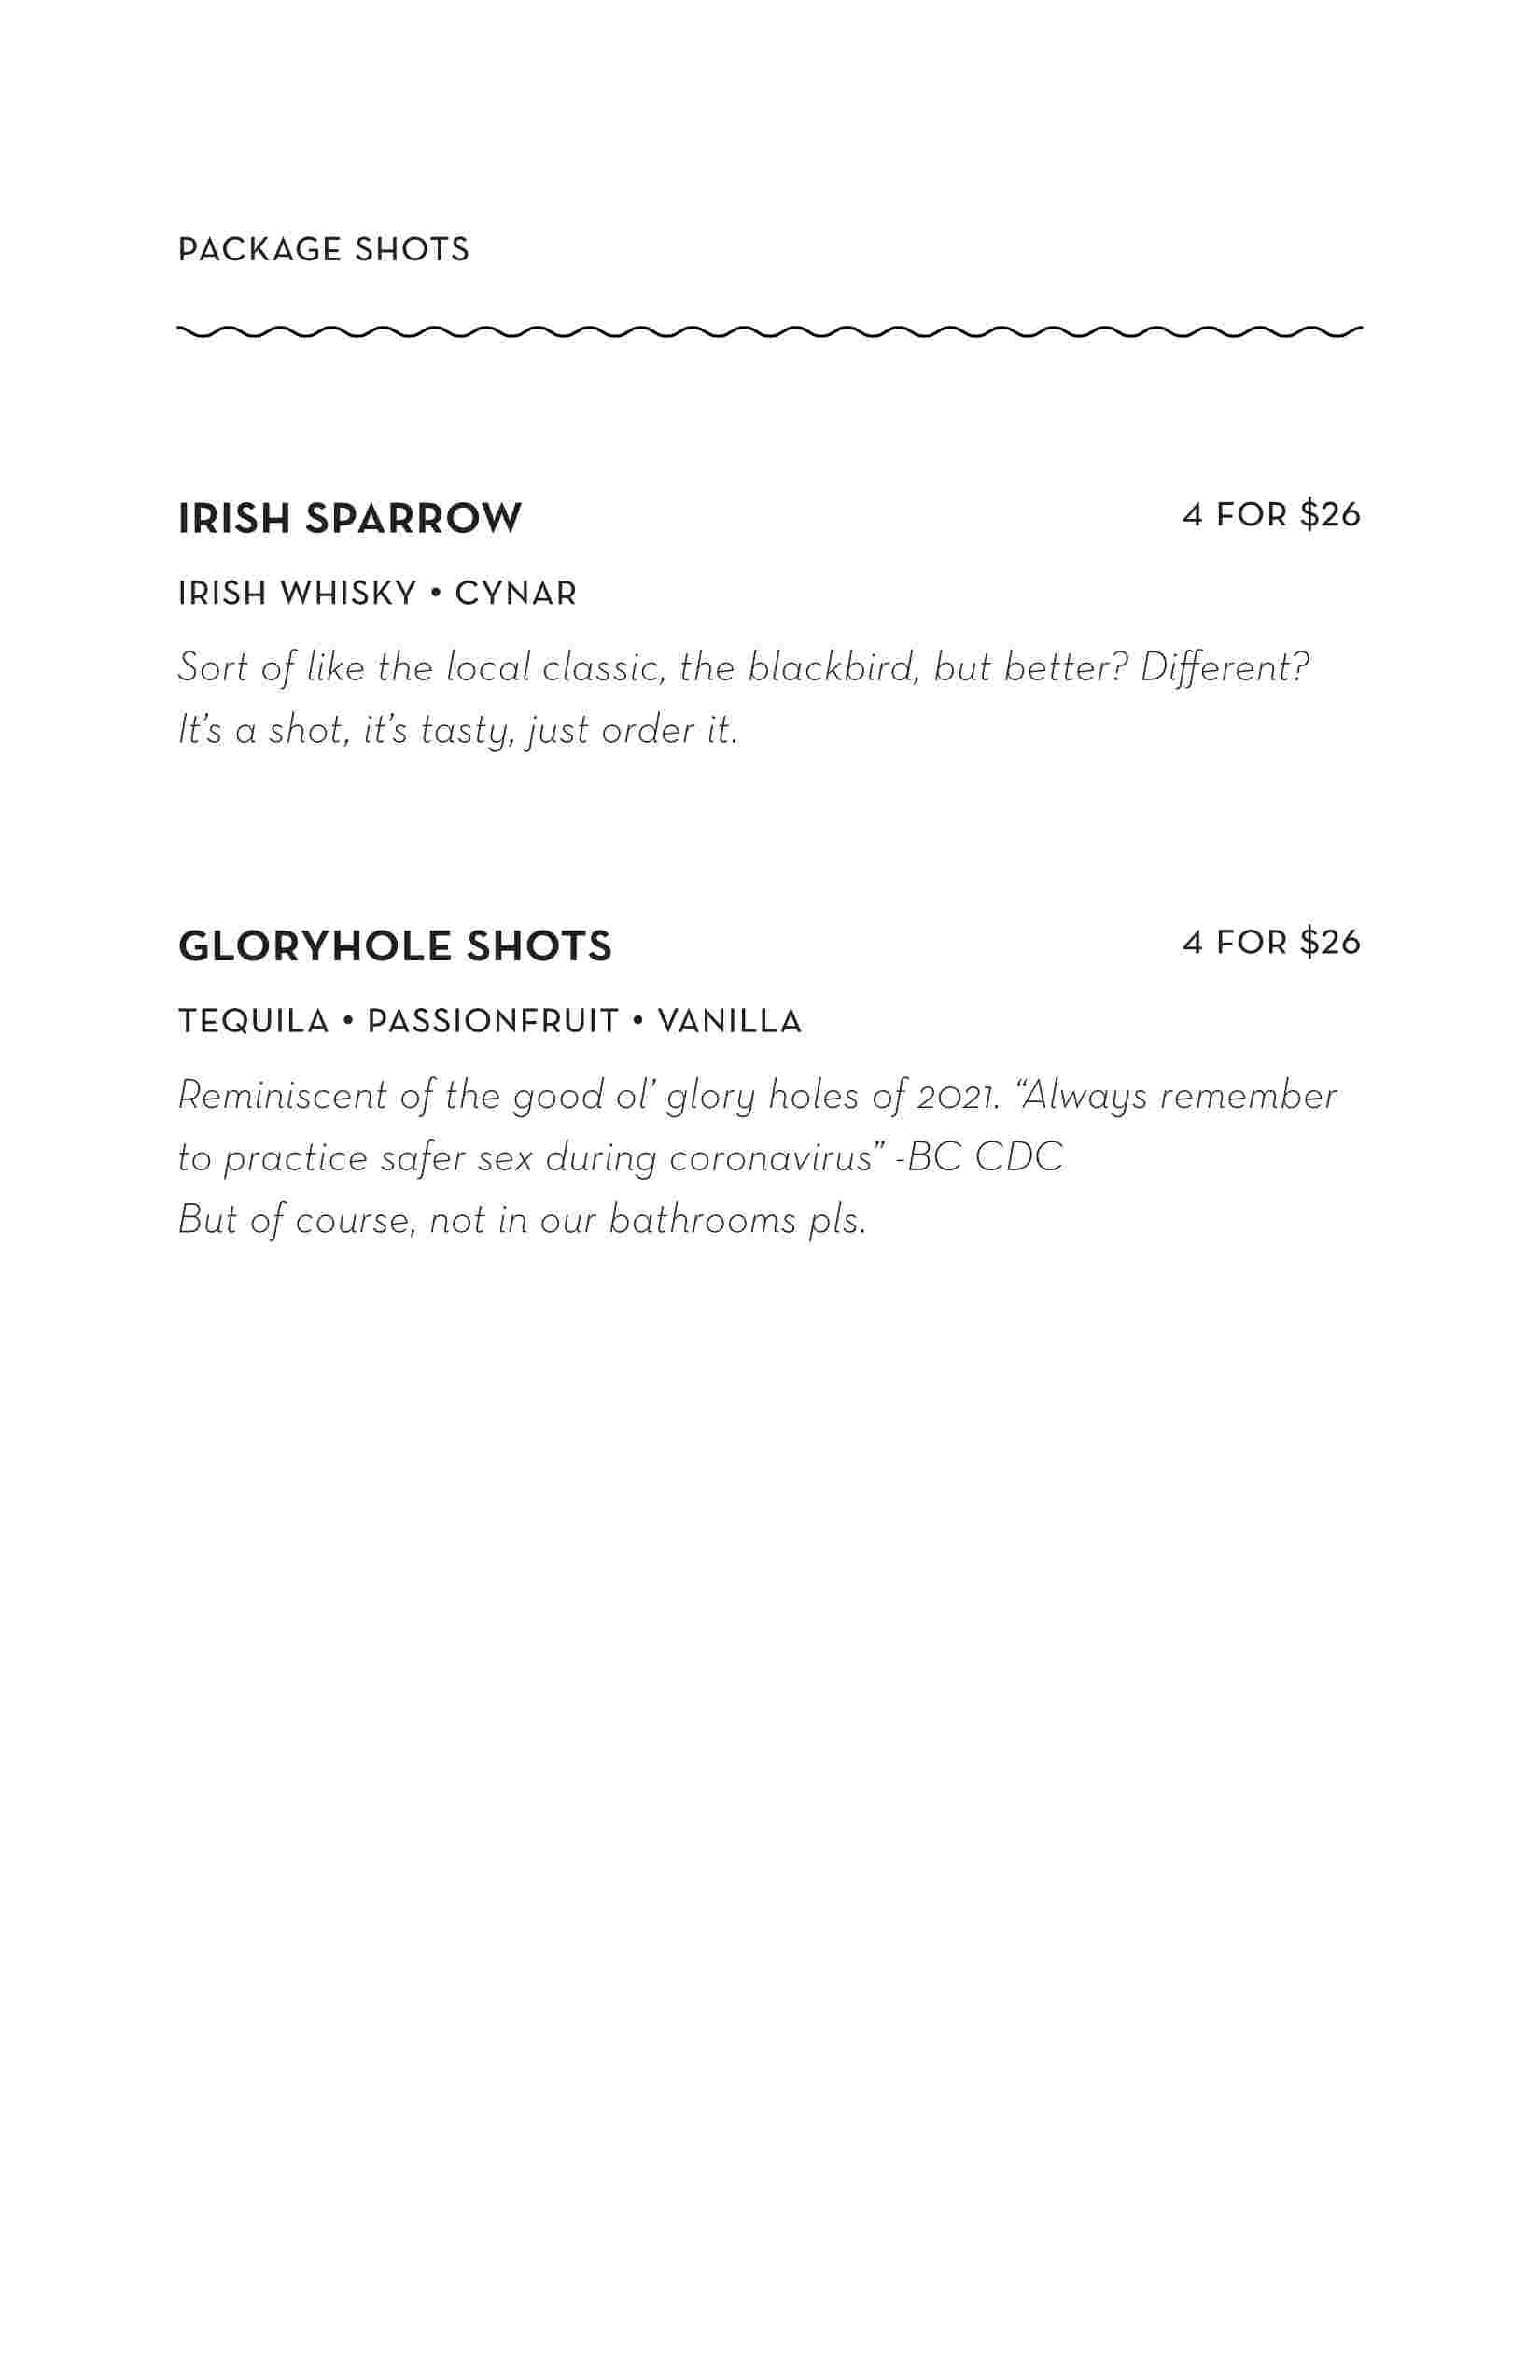 PACKAGE SHOTS
IRISH SPARROW 4 FOR $26
IRISH WHISKY • CYNAR
Sort of like the local classic, the blackbird, but better? Different?
It’s a shot, it’s tasty, just order it.
GLORYHOLE SHOTS 4 FOR $26
TEQUILA • PASSIONFRUIT • VANILLA
Reminiscent of the good ol’ glory holes of 2021. “Always remember
to practice safer sex during coronavirus” -BC CDC
But of course, not in our bathrooms pls.